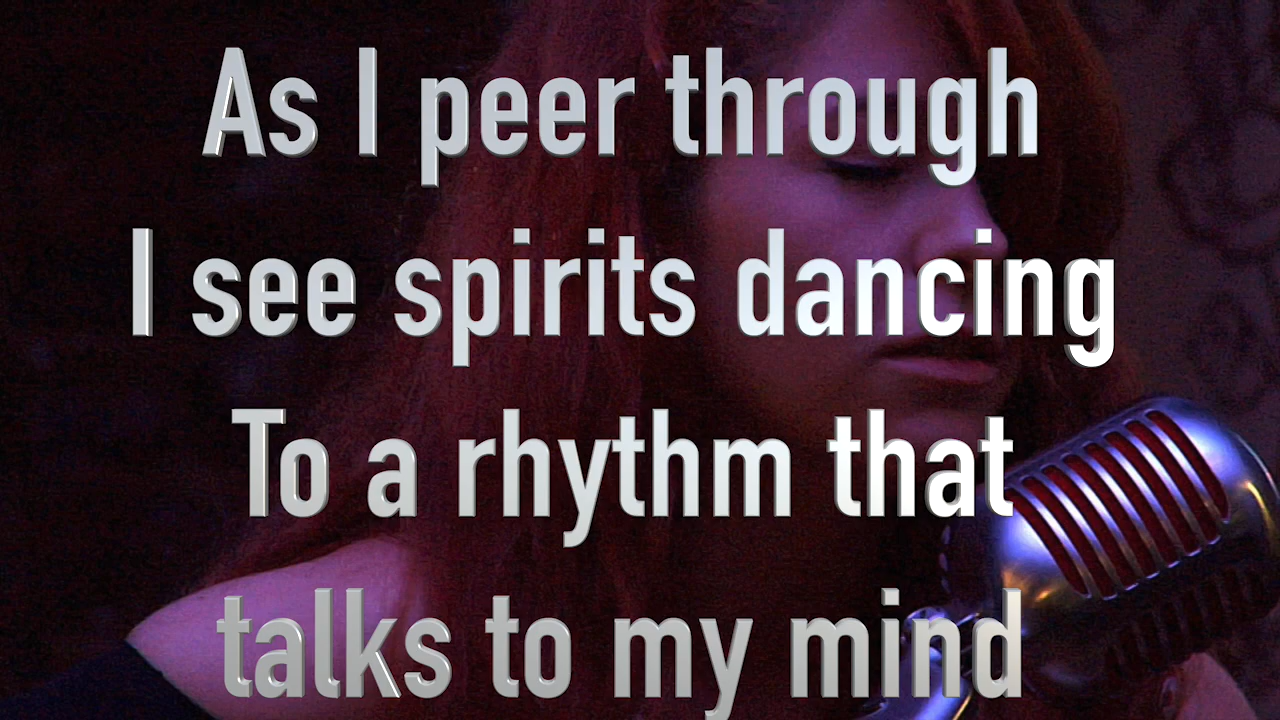 As I peer through
I see spirits dancing
To a rhythm that
talks to my mind